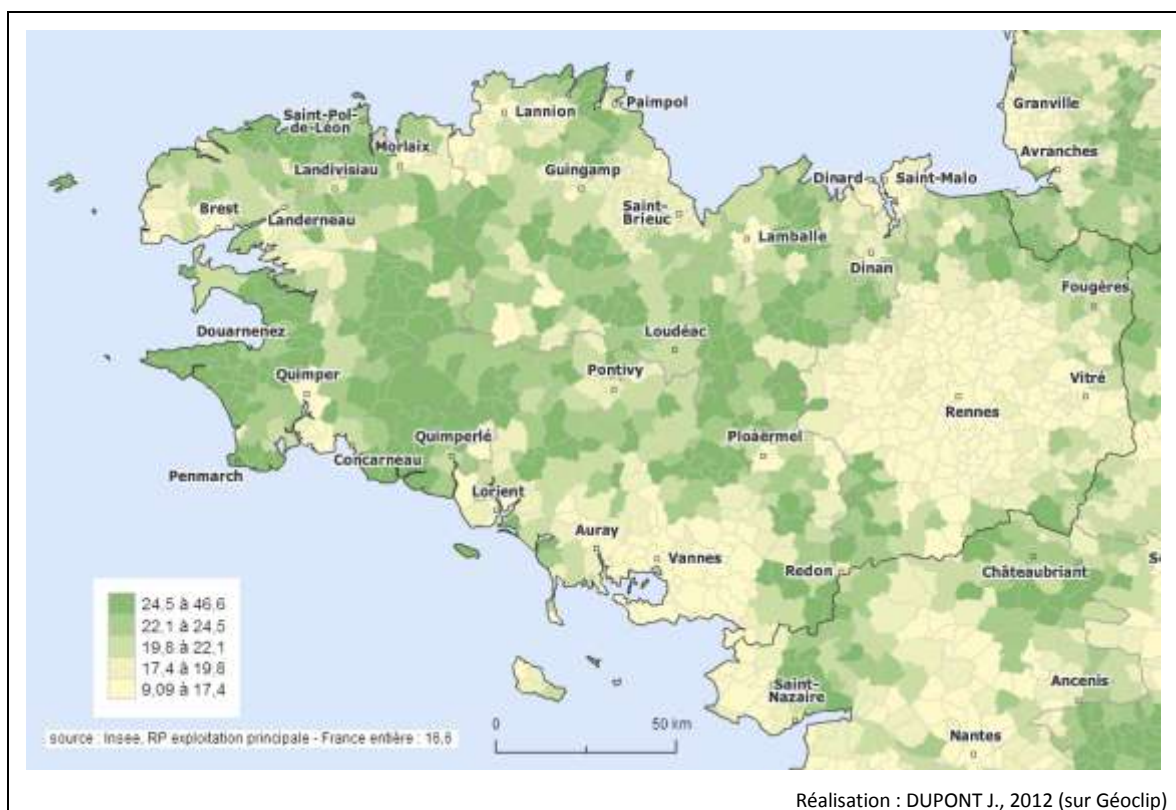 Granville
Paimpol
Lannion
Saint-Pol-
de-Léon
Morlaix
Avranches
Landivisiau
Guingamp
Dinard
Saint-Malo
Brest
Saint-
Brieuc
Landerneau
Lamballe
Dinan
Fougères
Douarnenez
Loudéac
Quimper
Pontivy
Vitré
Rennes
Quimperlé
Ploáërmel
Concarneau
Penmarch
Lorient
Auray
Vannes
Redon
Châteaubriant
24,5 à 46,6
22,1 à 24,5
19,8 à 22,1
17,4 à 19,8
9,09 à 17,4
Saint-
Nazaire
Ancenis
0 50 km
Nantes
source : Insee, RP exploitation principale - France entière : 16,6
Réalisation : DUPONT J., 2012 (sur Géoclip)